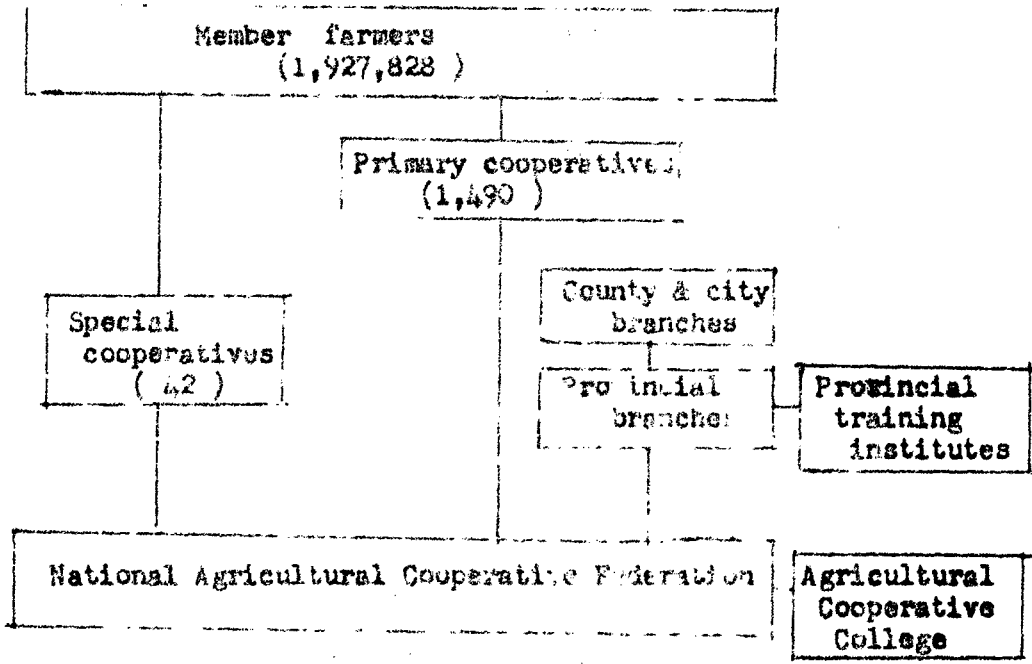 Member farmers
(1,927,828 )
Primary cooperatives
(1,490 )
County & city
branches
Special
cooperatives
( 42 )
Provincial
branches
Provincial
training
institutes
National Agricultural Cooperative Federation
Agricultural
Cooperative
College